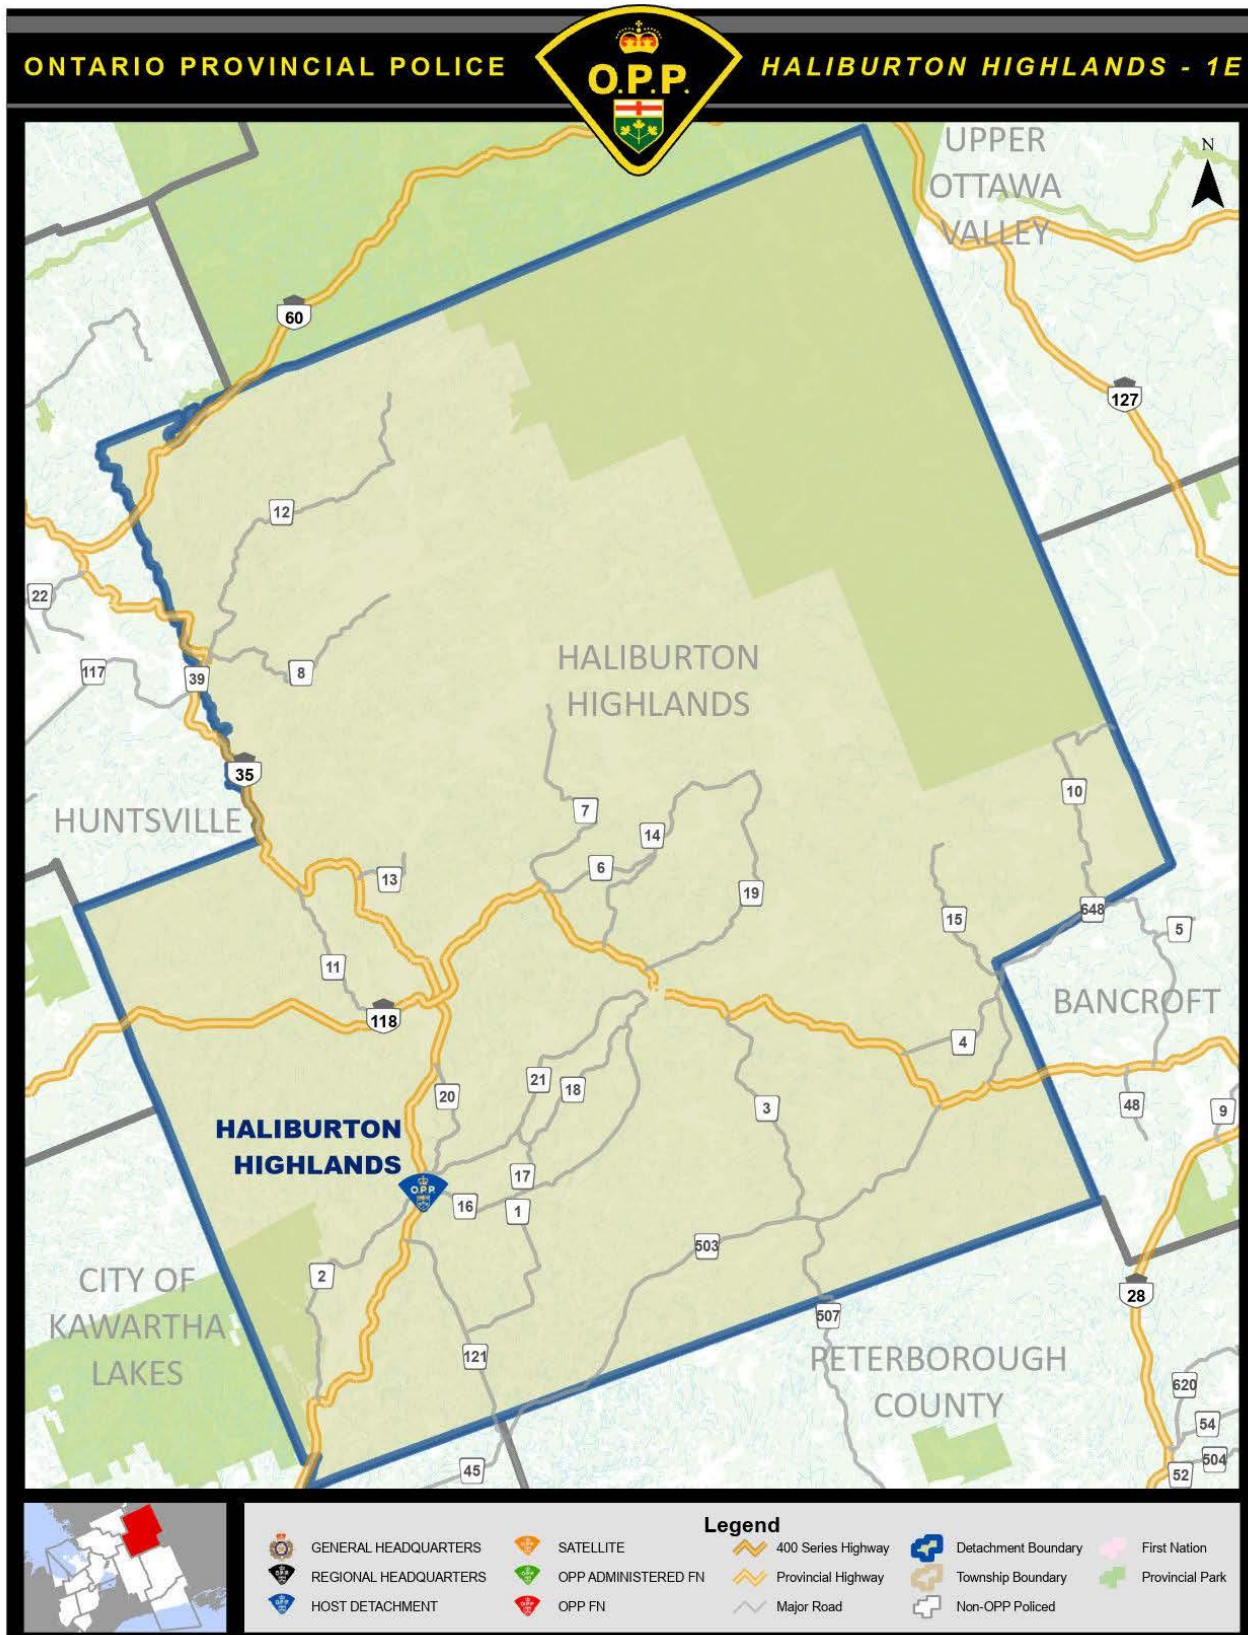 ONTARIO PROVINCIAL POLICE
O.P.P.
HALIBURTON HIGHLANDS - 1E
UPPER
OTTAWA
VALLEY
N
60
127
12
22
117
39
8
HALIBURTON
HIGHLANDS
35
HUNTSVILLE
7
14
6
10
13
19
15
648
5
11
118
BANCROFT
4
21
18
20
3
48
9
HALIBURTON
HIGHLANDS
O.P.P.
17
16
1
503
2
CITY OF
KAWARTHA
LAKES
28
507
121
PETERBOROUGH
COUNTY
620
54
504
45
52
Legend
GENERAL HEADQUARTERS
SATELLITE
400 Series Highway
Detachment Boundary
First Nation
REGIONAL HEADQUARTERS
OPP ADMINISTERED FN
Provincial Highway
Township Boundary
Provincial Park
HOST DETACHMENT
OPP FN
Major Road
Non-OPP Policed